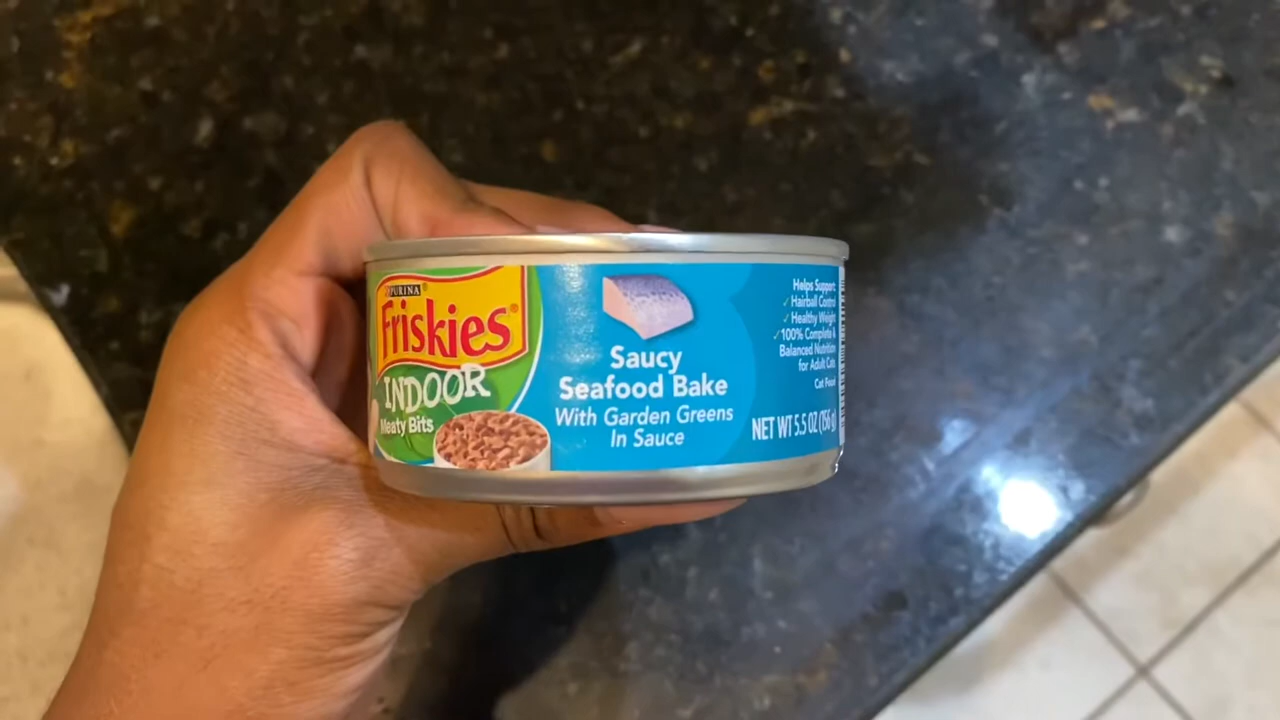 PURINA®
Friskies®
INDOOR
Meaty Bits
Saucy
Seafood Bake
With Garden Greens
In Sauce
Helps Support:
✓ Hairball Control
✓ Healthy Weight
✓ 100% Complete &
Balanced Nutrition
for Adult Cats
Cat Food
NET WT 5.5 OZ (156 g)